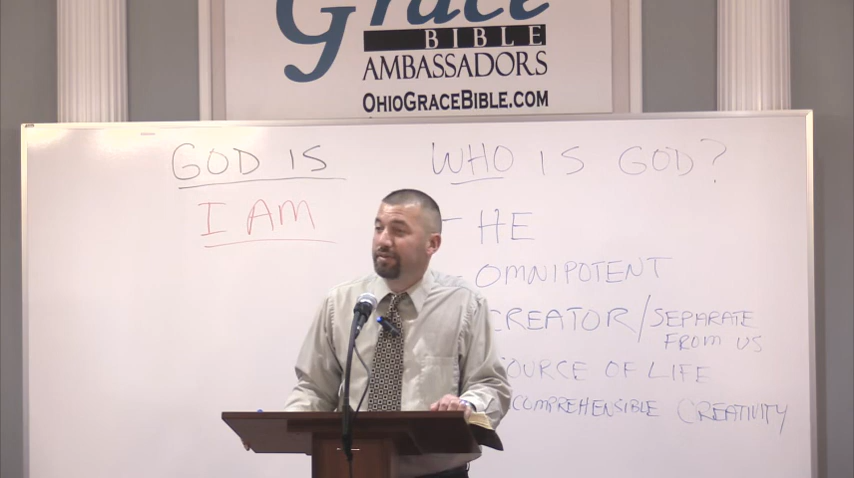 Grace
BIBLE
AMBASSADORS
OHIOGRACEBIBLE.COM
GOD IS
I AM
WHO IS GOD?
- HE
- OMNIPOTENT
CREATOR/SEPARATE
FROM US
OURCE OF LIFE
COMPREHENSIBLE CREATIVITY